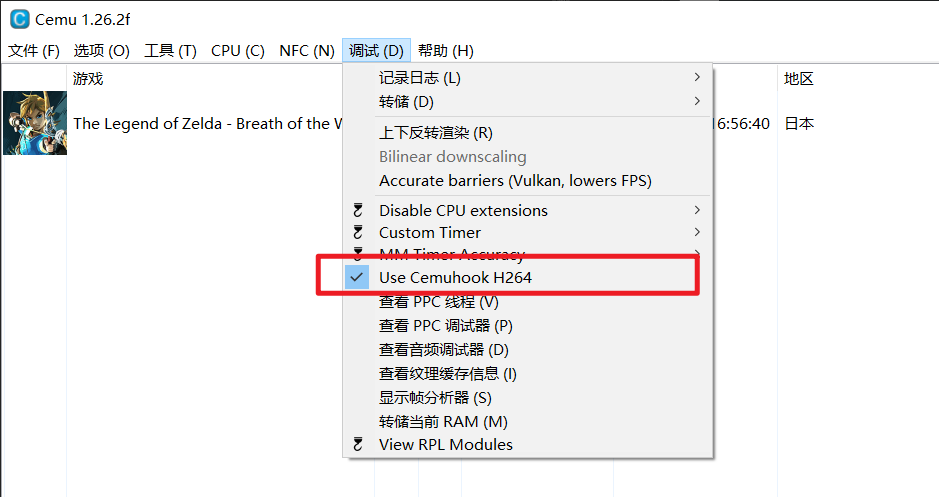 Cemu 1.26.2f
文件 (F) 选项 (O) 工具 (T) CPU (C) NFC (N) 调试 (D) 帮助 (H)
游戏 地区
The Legend of Zelda - Breath of the 16:56:40 日本
记录日志 (L)
转储 (D)
上下反转渲染 (R)
Bilinear downscaling
Accurate barriers (Vulkan, lowers FPS)
Disable CPU extensions
Custom Timer
MM Timer Accuracy
Use Cemuhook H264
查看 PPC 线程 (V)
查看 PPC 调试器 (P)
查看音频调试器 (D)
查看纹理缓存信息 (I)
显示帧分析器 (S)
转储当前 RAM (M)
View RPL Modules